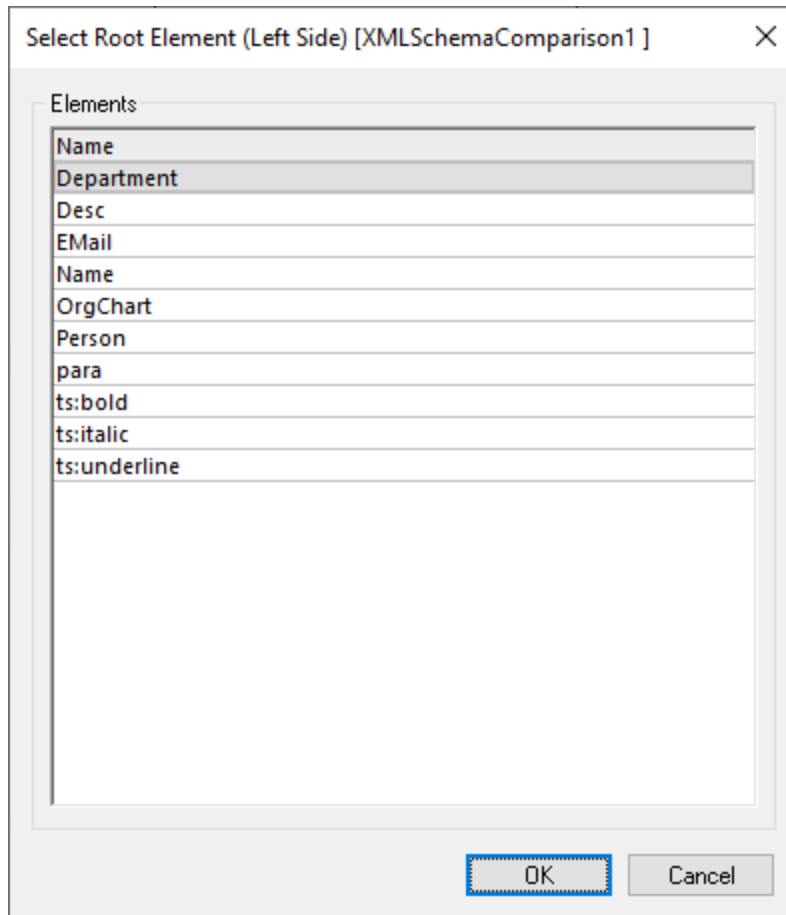 Select Root Element (Left Side) [XMLSchemaComparison1 ]
Elements
Name
Department
Desc
EMail
Name
OrgChart
Person
para
ts:bold
ts:italic
ts:underline
OK
Cancel